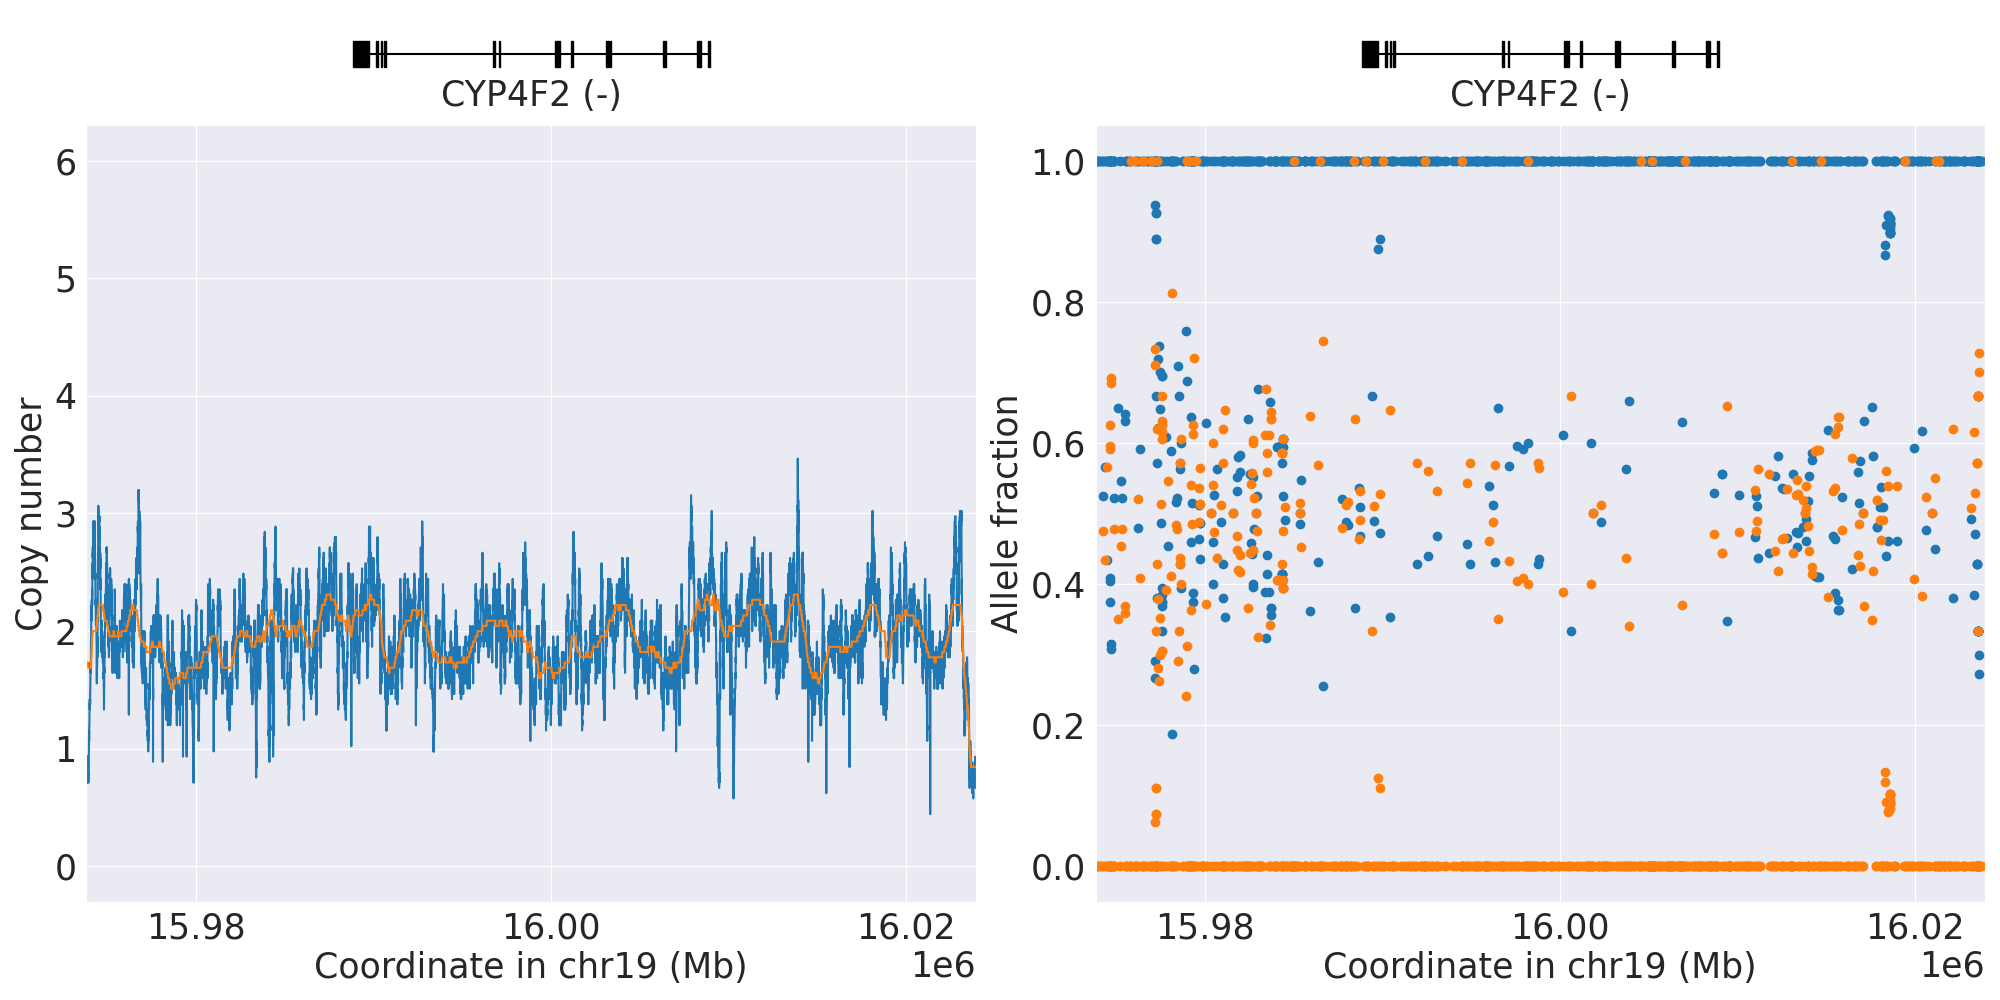 CYP4F2 (-)
6
5
4
3
2
1
0
Copy number
15.98
16.00
16.02
Coordinate in chr19 (Mb)
1e6
CYP4F2 (-)
1.0
0.8
0.6
0.4
0.2
0.0
Allele fraction
15.98
16.00
16.02
Coordinate in chr19 (Mb)
1e6